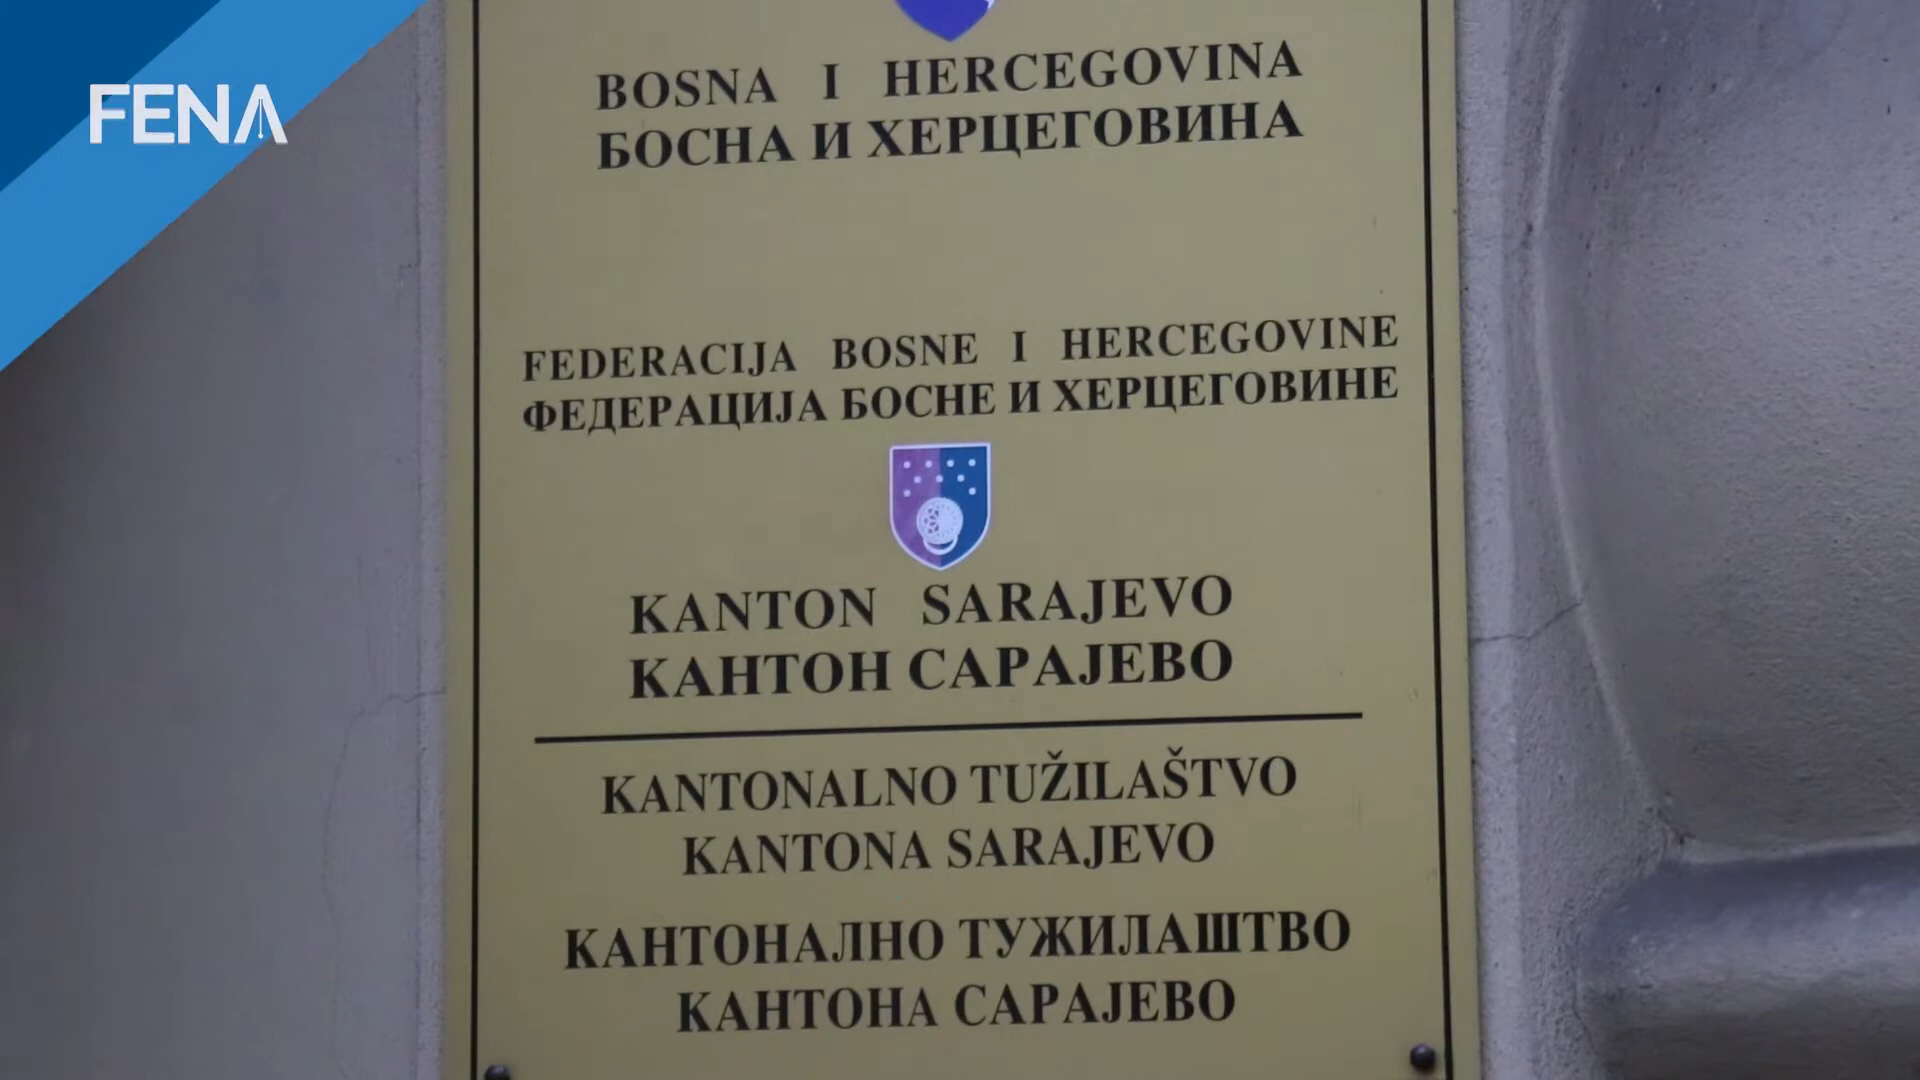 FENA
BOSNA I HERCEGOVINA
БОСНА И ХЕРЦЕГОВИНА
FEDERACIJA BOSNE I HERCEGOVINE
ФЕДЕРАЦИЈА БОСНЕ И ХЕРЦЕГОВИНЕ
KANTON SARAJEVO
КАНТОН САРАЈЕВО
KANTONALNO TUŽILAŠTVO
KANTONA SARAJEVO
КАНТОНАЛНО ТУЖИЛАШТВО
КАНТОНА САРАЈЕВО